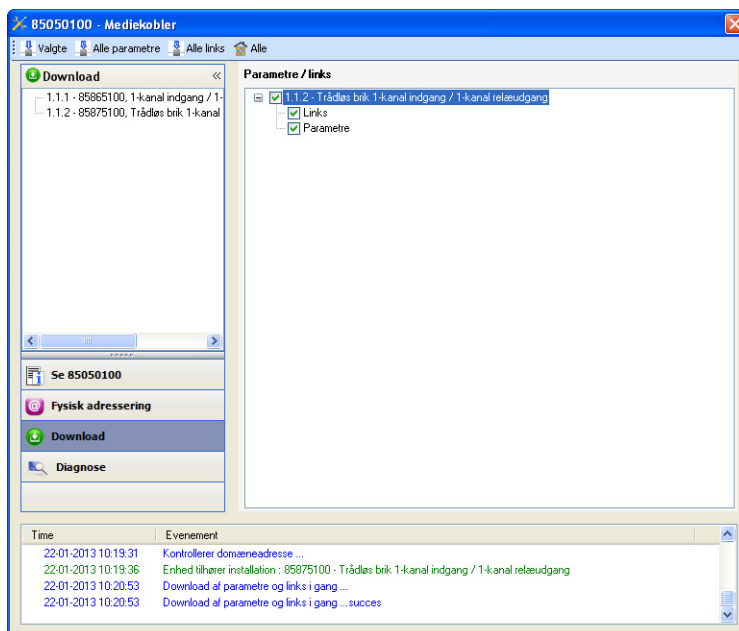 85050100 - Mediekobler
Valgte Alle parametre Alle links Alle
Download «
1.1.1 - 85865100, 1-kanal indgang / 1-
1.1.2 - 85875100, Trådløs brik 1-kanal
Se 85050100
Fysisk adressering
Download
Diagnose
Parametre / links
1.1.2 - Trådløs brik 1-kanal indgang / 1-kanal relæudgang
Links
Parametre
Time Evenement
22-01-2013 10:19:31 Kontrollerer domæneadresse ...
22-01-2013 10:19:36 Enhed tilhører installation : 85875100 - Trådløs brik 1-kanal indgang / 1-kanal relæudgang
22-01-2013 10:20:53 Download af parametre og links i gang ...
22-01-2013 10:20:53 Download af parametre og links i gang ...succes